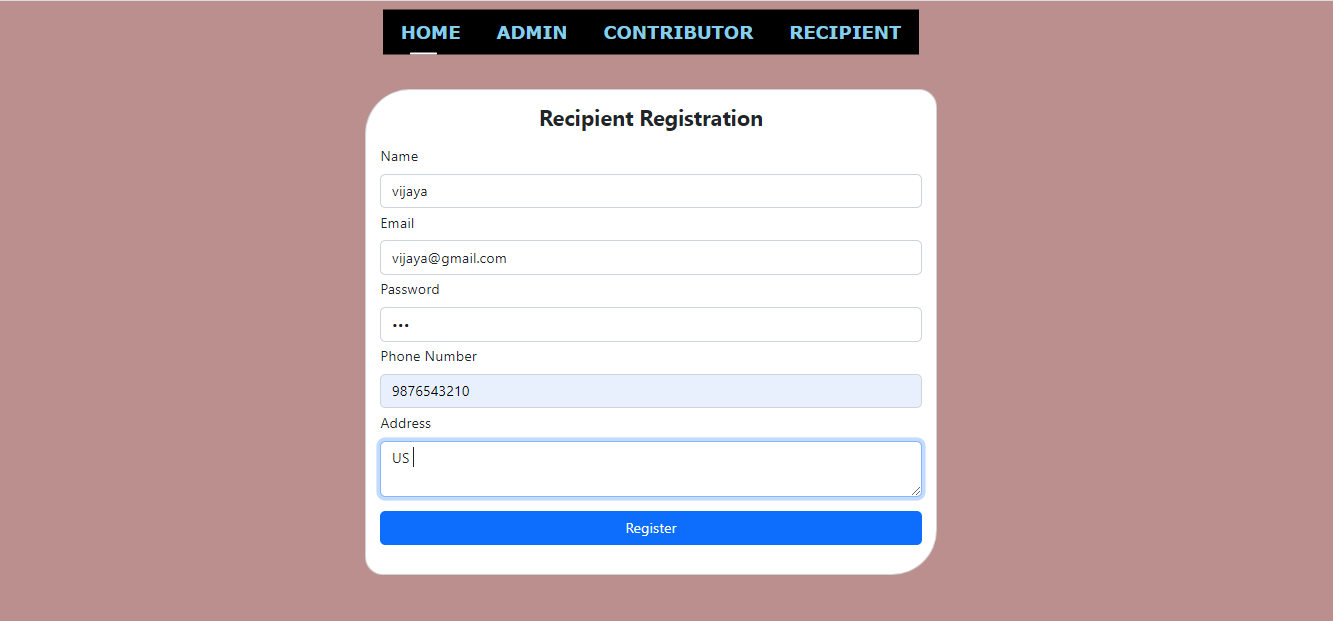 HOME ADMIN CONTRIBUTOR RECIPIENT
Recipient Registration
Name
vijaya
Email
vijaya@gmail.com
Password
•••
Phone Number
9876543210
Address
US
Register